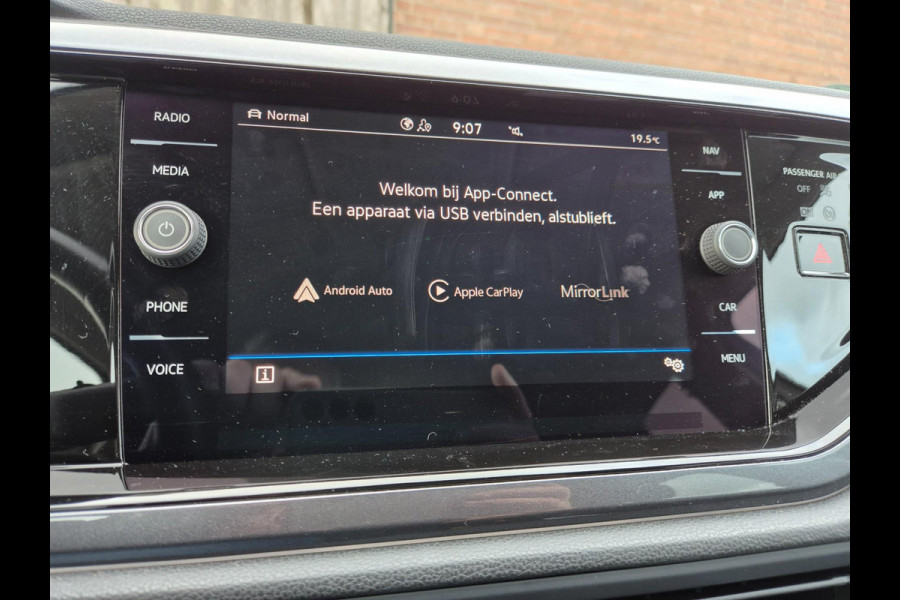 RADIO
MEDIA
PHONE
VOICE
Normal
9:07
19.5°C
Welkom bij App-Connect.
Een apparaat via USB verbinden, alstublieft.
Android Auto
Apple CarPlay
MirrorLink
i
NAV
APP
CAR
MENU
PASSENGER AIR
OFF